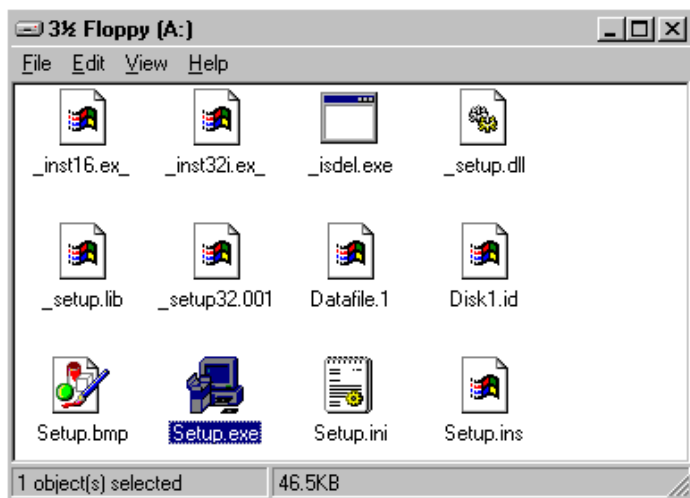 3½ Floppy (A:)
File Edit View Help
_inst16.ex_ _inst32i.ex_ _isdel.exe _setup.dll
_setup.lib _setup32.001 Datafile.1 Disk1.id
Setup.bmp Setup.exe Setup.ini Setup.ins
1 object(s) selected 46.5KB